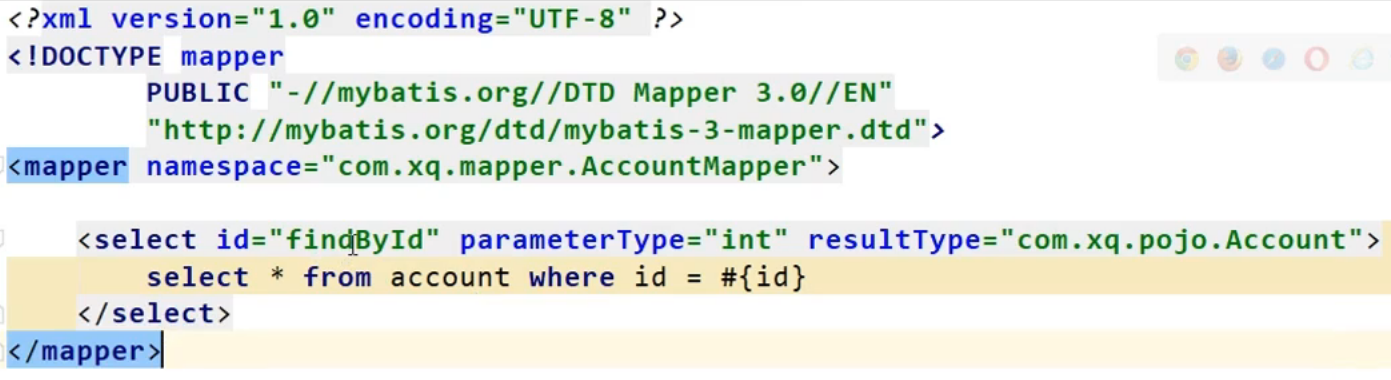 <?xml version="1.0" encoding="UTF-8" ?>
<!DOCTYPE mapper
        PUBLIC "-//mybatis.org//DTD Mapper 3.0//EN"
        "http://mybatis.org/dtd/mybatis-3-mapper.dtd">
<mapper namespace="com.xq.mapper.AccountMapper">
    <select id="findById" parameterType="int" resultType="com.xq.pojo.Account">
        select * from account where id = #{id}
    </select>
</mapper>